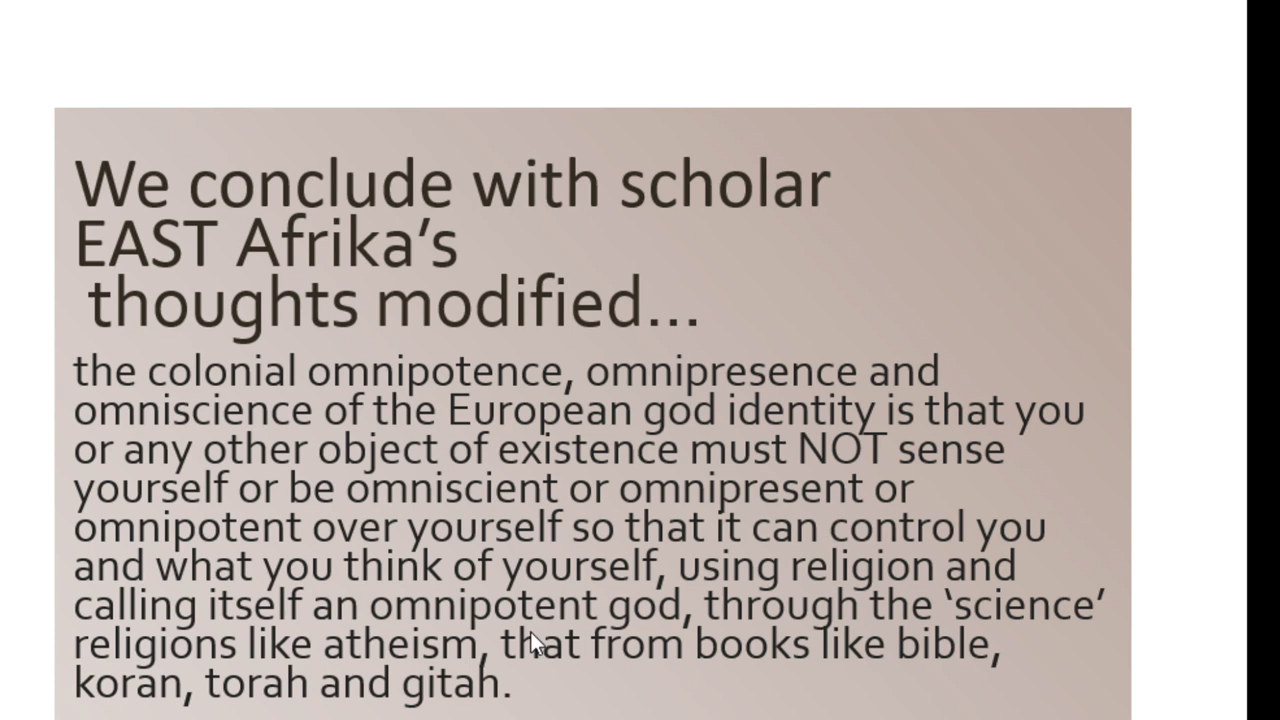 We conclude with scholar
EAST Afrika’s
thoughts modified...
the colonial omnipotence, omnipresence and
omniscience of the European god identity is that you
or any other object of existence must NOT sense
yourself or be omniscient or omnipresent or
omnipotent over yourself so that it can control you
and what you think of yourself, using religion and
calling itself an omnipotent god, through the ‘science’
religions like atheism, that from books like bible,
koran, torah and gitah.